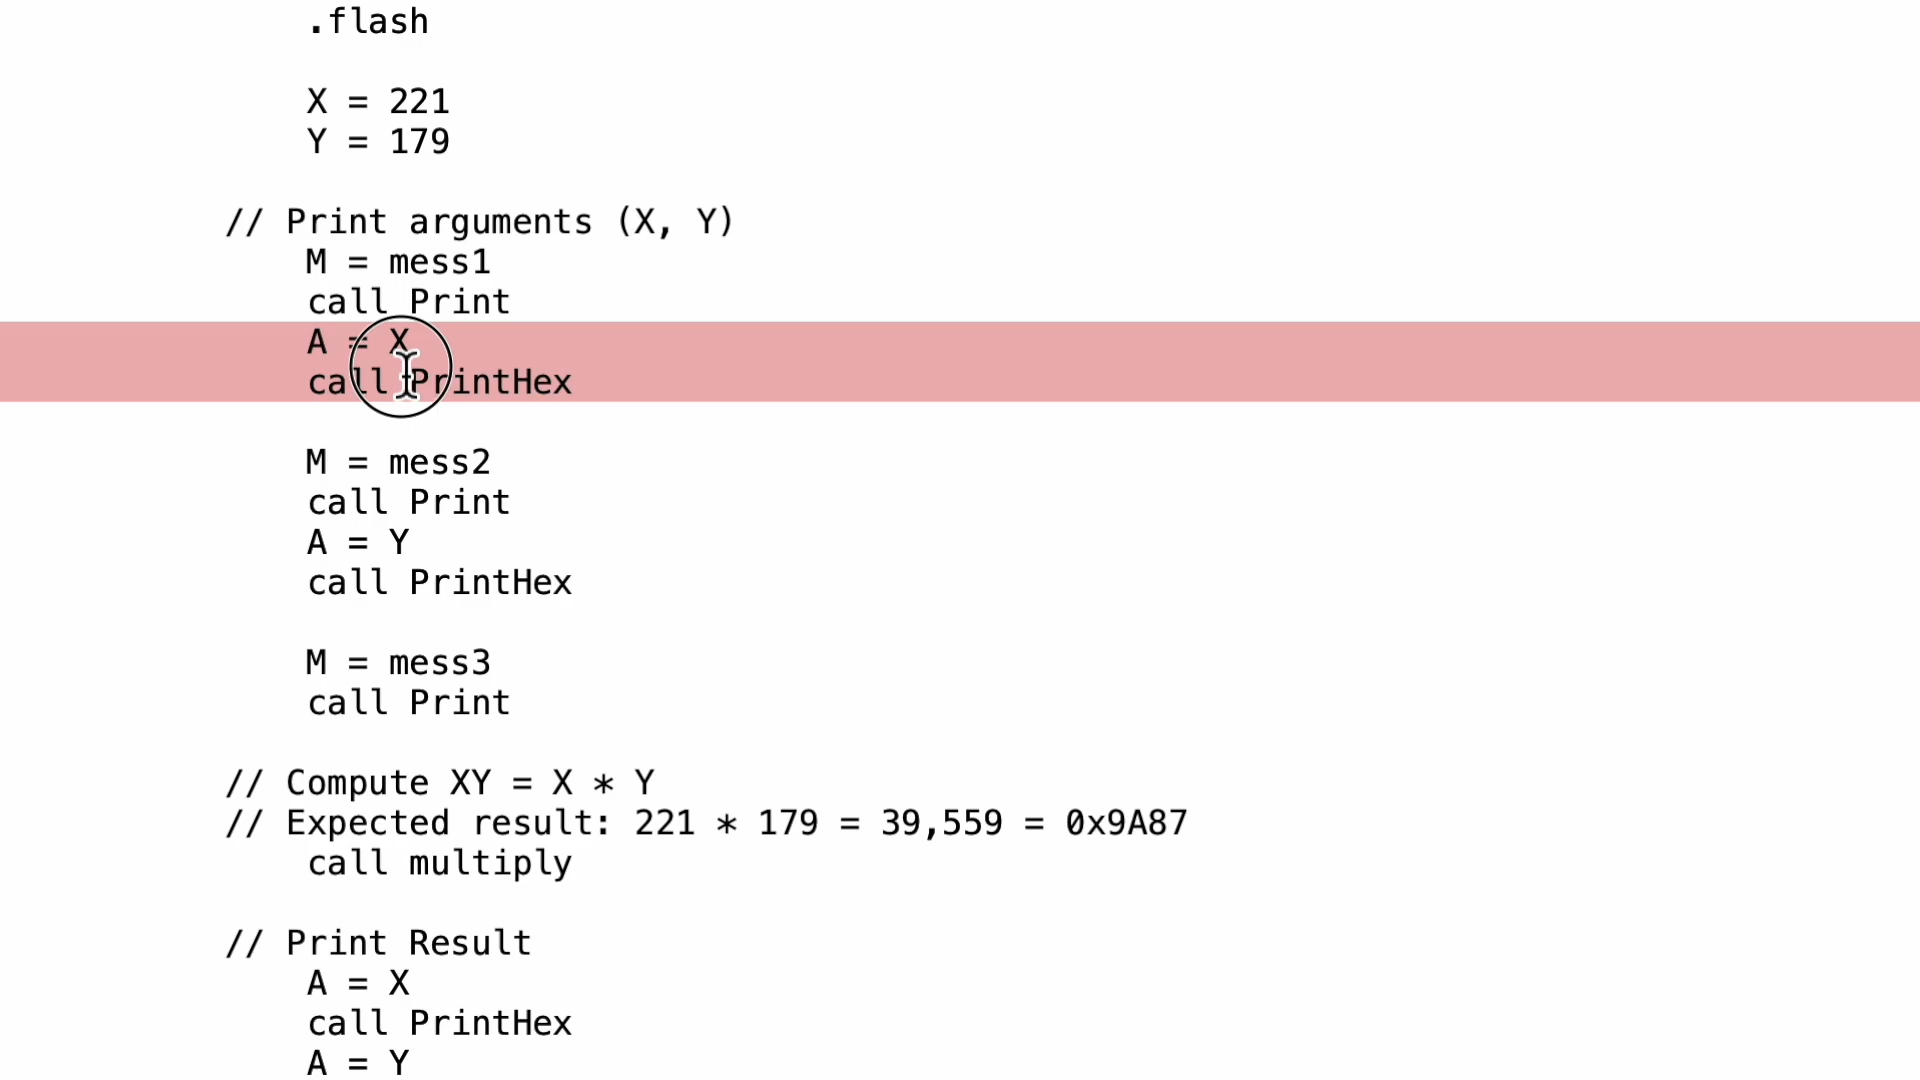 .flash
X = 221
Y = 179
// Print arguments (X, Y)
M = mess1
call Print
A = X
call PrintHex
M = mess2
call Print
A = Y
call PrintHex
M = mess3
call Print
// Compute XY = X * Y
// Expected result: 221 * 179 = 39,559 = 0x9A87
call multiply
// Print Result
A = X
call PrintHex
A = Y